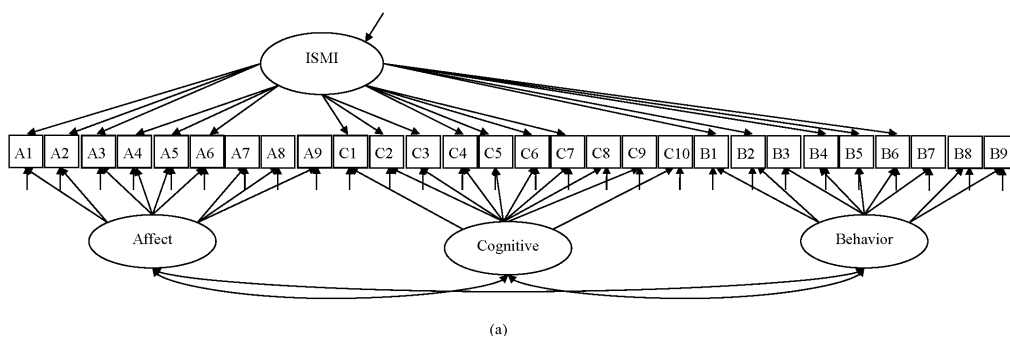 ISMI
A1 A2 A3 A4 A5 A6 A7 A8 A9 C1 C2 C3 C4 C5 C6 C7 C8 C9 C10 B1 B2 B3 B4 B5 B6 B7 B8 B9
Affect Cognitive Behavior
(a)